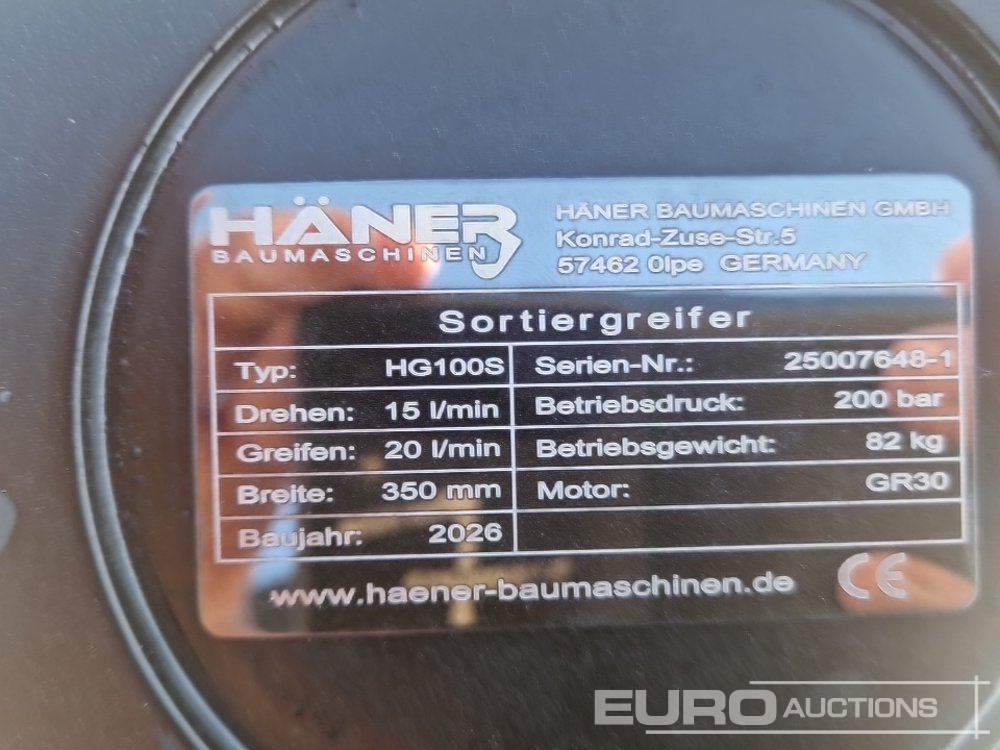 HÄNER
BAUMASCHINEN
HÄNER BAUMASCHINEN GMBH
Konrad-Zuse-Str.5
57462 Olpe GERMANY
Sortiergreifer
Typ: HG100S Serien-Nr.: 25007648-1
Drehen: 15 l/min Betriebsdruck: 200 bar
Greifen: 20 l/min Betriebsgewicht: 82 kg
Breite: 350 mm Motor: GR30
Baujahr: 2026
www.haener-baumaschinen.de CE
EURO AUCTIONS